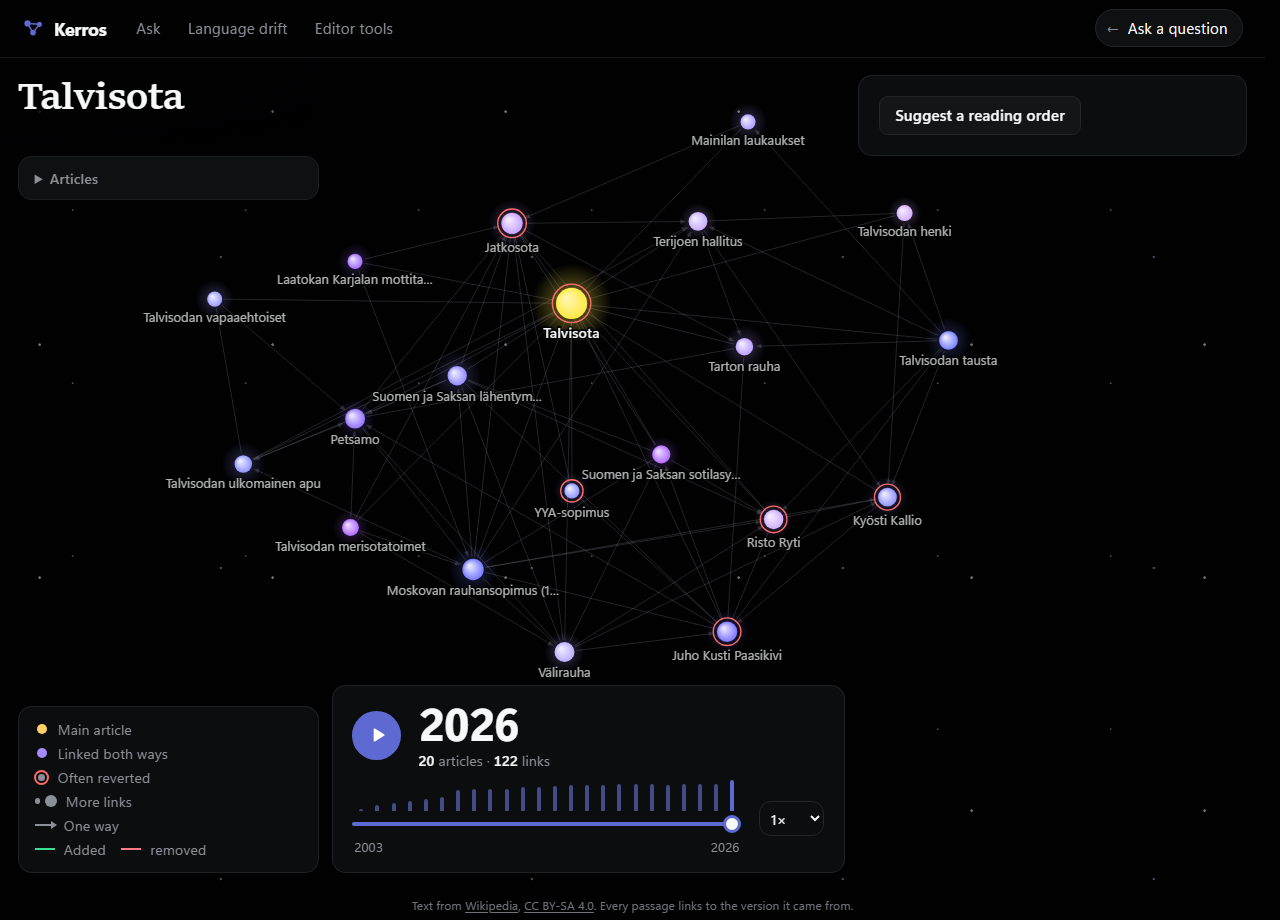 Kerros
Ask
Language drift
Editor tools
← Ask a question
Talvisota
Suggest a reading order
▶ Articles
Mainilan laukaukset
Talvisodan henki
Jatkosota
Terijoen hallitus
Laatokan Karjalan mottita...
Talvisodan vapaaehtoiset
Talvisota
Tarton rauha
Talvisodan tausta
Suomen ja Saksan lähentym...
Petsamo
Suomen ja Saksan sotilasy...
Talvisodan ulkomainen apu
YYA-sopimus
Kyösti Kallio
Risto Ryti
Talvisodan merisotatoimet
Moskovan rauhansopimus (1...
Juho Kusti Paasikivi
Välirauha
Main article
Linked both ways
Often reverted
More links
One way
Added
removed
2026
20 articles · 122 links
1×
2003
2026
Text from Wikipedia, CC BY-SA 4.0. Every passage links to the version it came from.